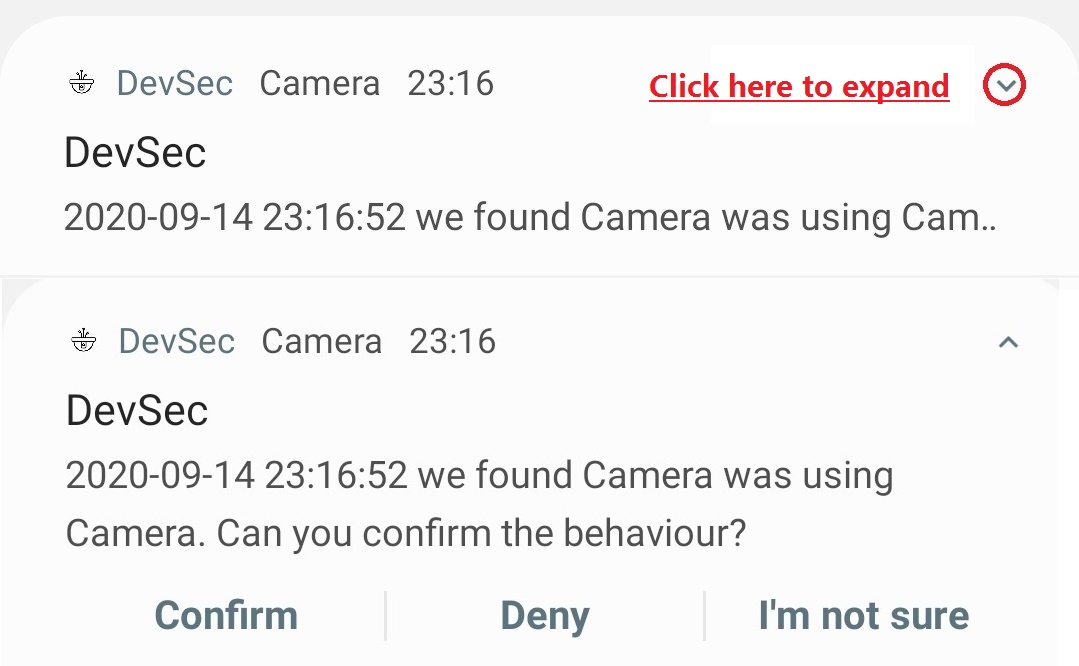 DevSec Camera 23:16 Click here to expand
DevSec
2020-09-14 23:16:52 we found Camera was using Cam..
DevSec Camera 23:16
DevSec
2020-09-14 23:16:52 we found Camera was using
Camera. Can you confirm the behaviour?
Confirm Deny I'm not sure